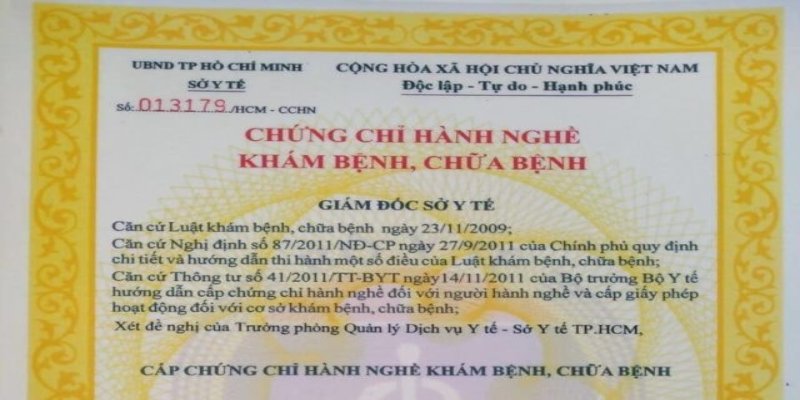 UBND TP HỒ CHÍ MINH
SỞ Y TẾ
Số: 013179 /HCM - CCHN
CỘNG HÒA XÃ HỘI CHỦ NGHĨA VIỆT NAM
Độc lập - Tự do - Hạnh phúc
CHỨNG CHỈ HÀNH NGHỀ
KHÁM BỆNH, CHỮA BỆNH
GIÁM ĐỐC SỞ Y TẾ
Căn cứ Luật khám bệnh, chữa bệnh ngày 23/11/2009;
Căn cứ Nghị định số 87/2011/NĐ-CP ngày 27/9/2011 của Chính phủ quy định
chi tiết và hướng dẫn thi hành một số điều của Luật khám bệnh, chữa bệnh;
Căn cứ Thông tư số 41/2011/TT-BYT ngày14/11/2011 của Bộ trưởng Bộ Y tế
hướng dẫn cấp chứng chỉ hành nghề đối với người hành nghề và cấp giấy phép
hoạt động đối với cơ sở khám bệnh, chữa bệnh;
Xét đề nghị của Trưởng phòng Quản lý Dịch vụ Y tế - Sở Y tế TP.HCM,
CẤP CHỨNG CHỈ HÀNH NGHỀ KHÁM BỆNH, CHỮA BỆNH